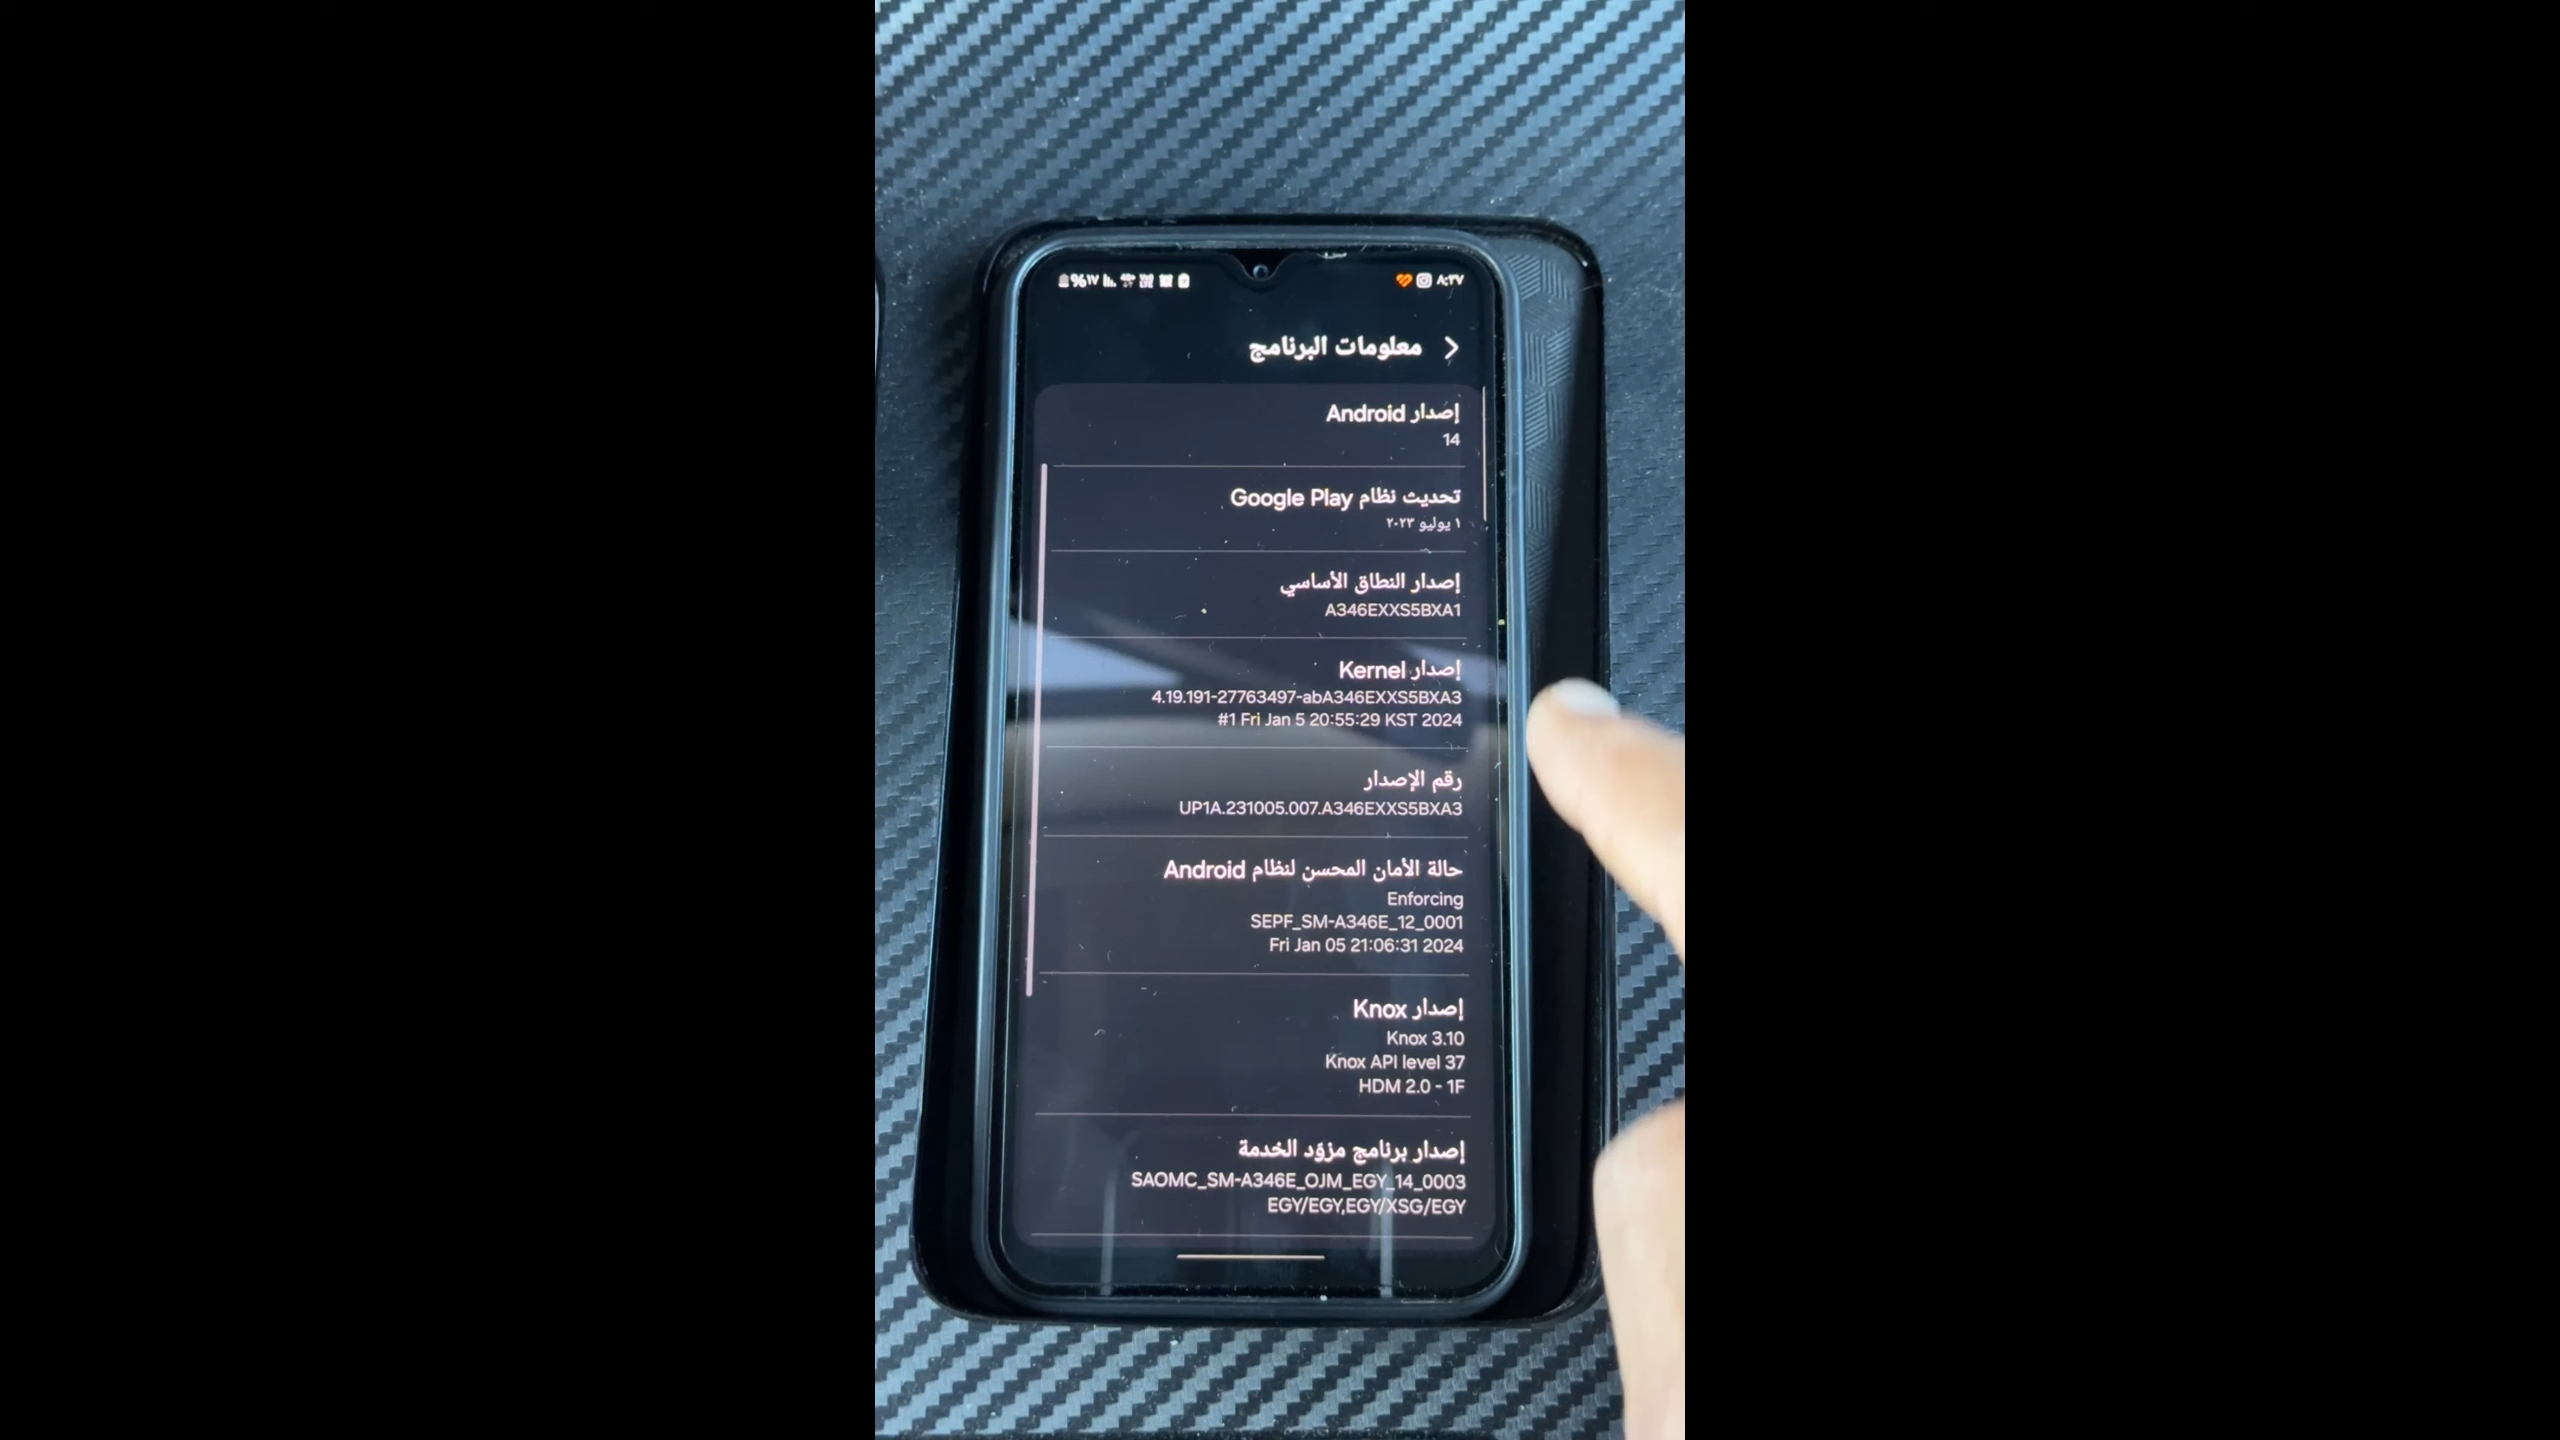 ٨:٣٧
%١٧
معلومات البرنامج
إصدار Android
14
تحديث نظام Google Play
١ يوليو ٢٠٢٣
إصدار النطاق الأساسي
A346EXXS5BXA1
إصدار Kernel
4.19.191-27763497-abA346EXXS5BXA3
#1 Fri Jan 5 20:55:29 KST 2024
رقم الإصدار
UP1A.231005.007.A346EXXS5BXA3
حالة الأمان المحسن لنظام Android
Enforcing
SEPF_SM-A346E_12_0001
Fri Jan 05 21:06:31 2024
إصدار Knox
Knox 3.10
Knox API level 37
HDM 2.0 - 1F
إصدار برنامج مزوّد الخدمة
SAOMC_SM-A346E_OJM_EGY_14_0003
EGY/EGY,EGY/XSG/EGY